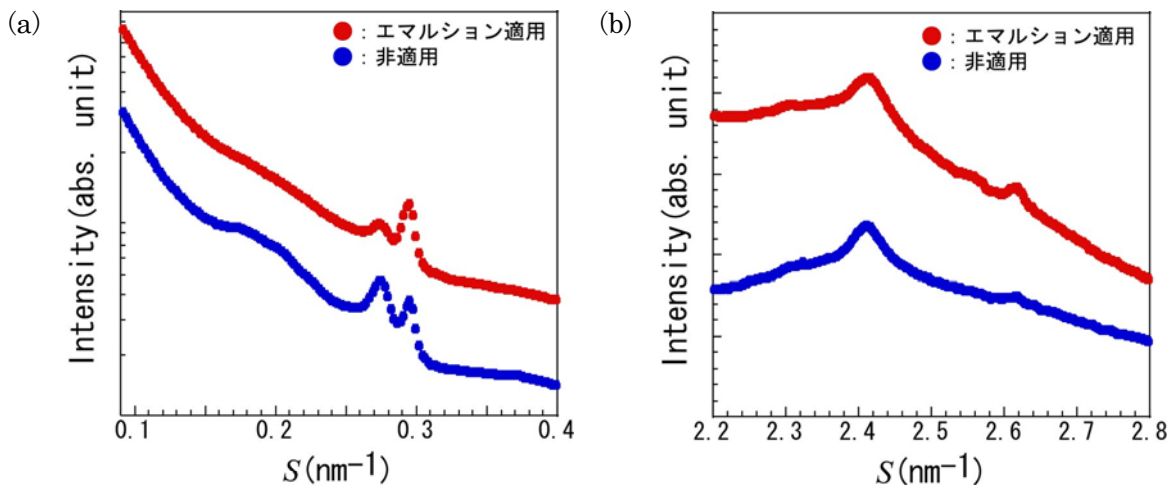 (a)
●：エマルション適用
●：非適用
Intensity(abs. unit)
0.1 0.2 0.3 0.4
S(nm⁻¹)
(b)
●：エマルション適用
●：非適用
Intensity(abs. unit)
2.2 2.3 2.4 2.5 2.6 2.7 2.8
S(nm⁻¹)